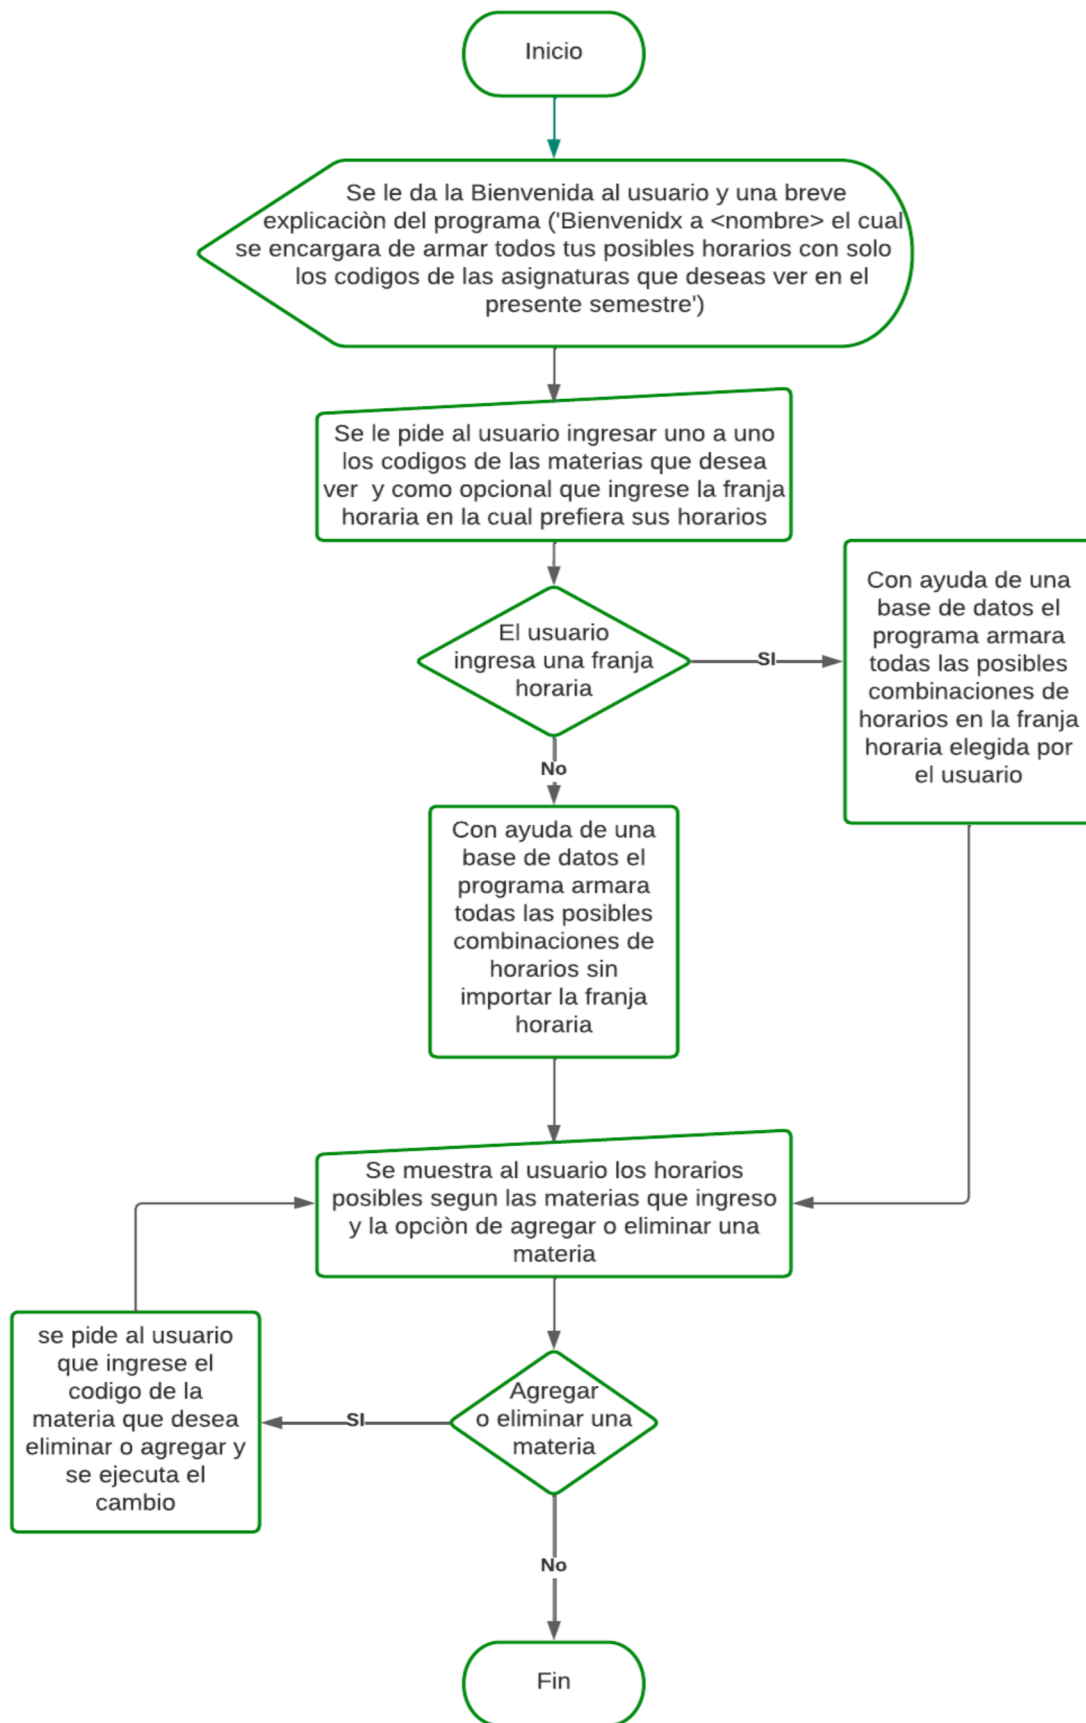 Inicio
Se le da la Bienvenida al usuario y una breve
explicaciòn del programa ('Bienvenidx a <nombre> el cual
se encargara de armar todos tus posibles horarios con solo
los codigos de las asignaturas que deseas ver en el
presente semestre')
Se le pide al usuario ingresar uno a uno
los codigos de las materias que desea
ver y como opcional que ingrese la franja
horaria en la cual prefiera sus horarios
El usuario
ingresa una franja
horaria
SI
Con ayuda de una
base de datos el
programa armara
todas las posibles
combinaciones de
horarios en la franja
horaria elegida por
el usuario
No
Con ayuda de una
base de datos el
programa armara
todas las posibles
combinaciones de
horarios sin
importar la franja
horaria
Se muestra al usuario los horarios
posibles segun las materias que ingreso
y la opciòn de agregar o eliminar una
materia
Agregar
o eliminar una
materia
SI
se pide al usuario
que ingrese el
codigo de la
materia que desea
eliminar o agregar y
se ejecuta el
cambio
No
Fin